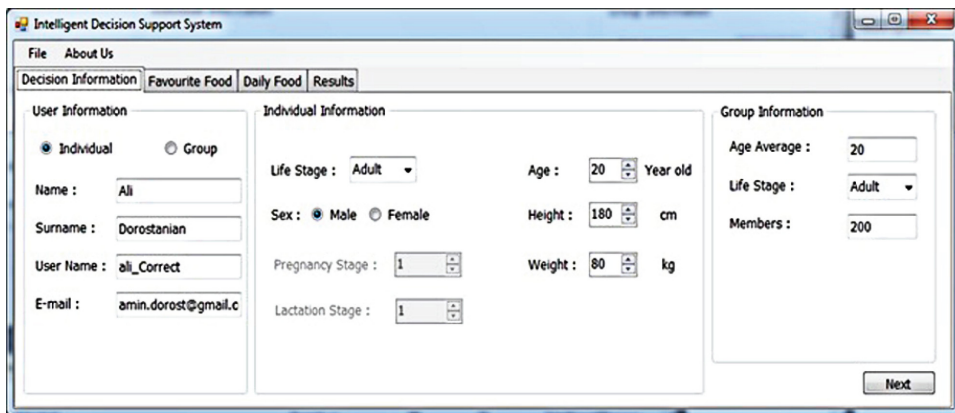 Intelligent Decision Support System
File About Us
Decision Information Favourite Food Daily Food Results
User Information
Individual Group
Name : Ali
Surname : Dorostanian
User Name : ali_Correct
E-mail : amin.dorost@gmail.c
Individual Information
Life Stage : Adult
Sex : Male Female
Pregnancy Stage : 1
Lactation Stage : 1
Age : 20 Year old
Height : 180 cm
Weight : 80 kg
Group Information
Age Average : 20
Life Stage : Adult
Members : 200
Next